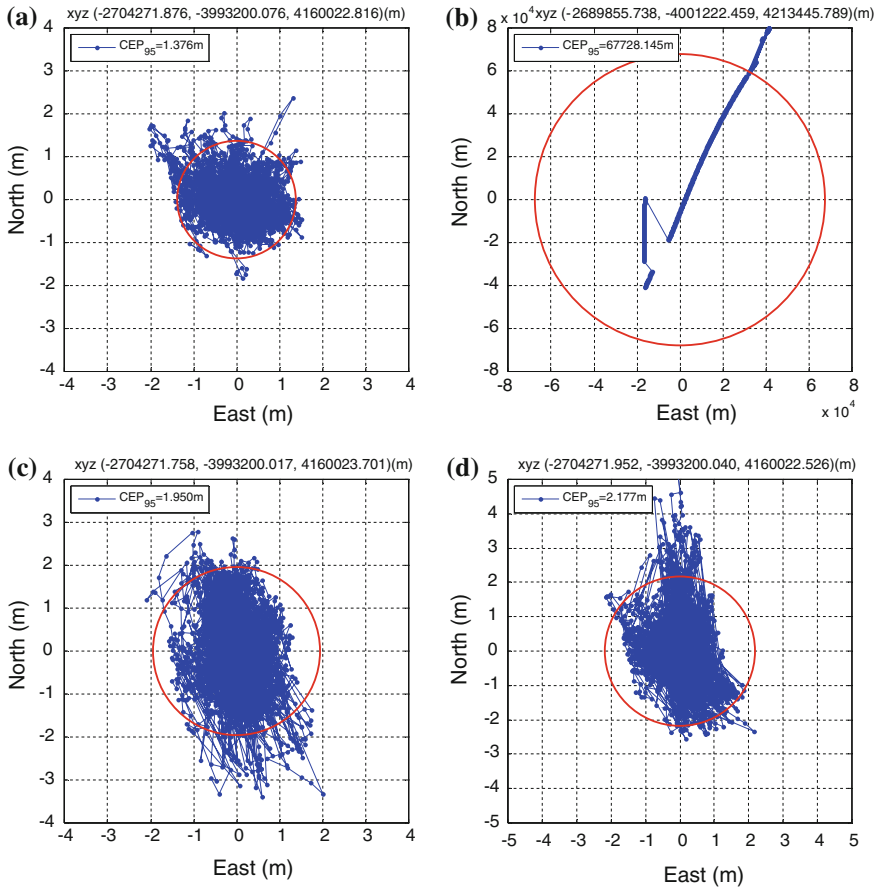 (a) xyz (-2704271.876, -3993200.076, 4160022.816)(m)
CEP95=1.376m
4
3
2
1
0
-1
-2
-3
-4
North (m)
-4 -3 -2 -1 0 1 2 3 4
East (m)
(b) x 10^4 xyz (-2689855.738, -4001222.459, 4213445.789)(m)
CEP95=67728.145m
8
6
4
2
0
-2
-4
-6
-8
North (m)
-8 -6 -4 -2 0 2 4 6 8
East (m) x 10^4
(c) xyz (-2704271.758, -3993200.017, 4160023.701)(m)
CEP95=1.950m
4
3
2
1
0
-1
-2
-3
-4
North (m)
-4 -3 -2 -1 0 1 2 3 4
East (m)
(d) xyz (-2704271.952, -3993200.040, 4160022.526)(m)
CEP95=2.177m
5
4
3
2
1
0
-1
-2
-3
-4
-5
North (m)
-5 -4 -3 -2 -1 0 1 2 3 4 5
East (m)